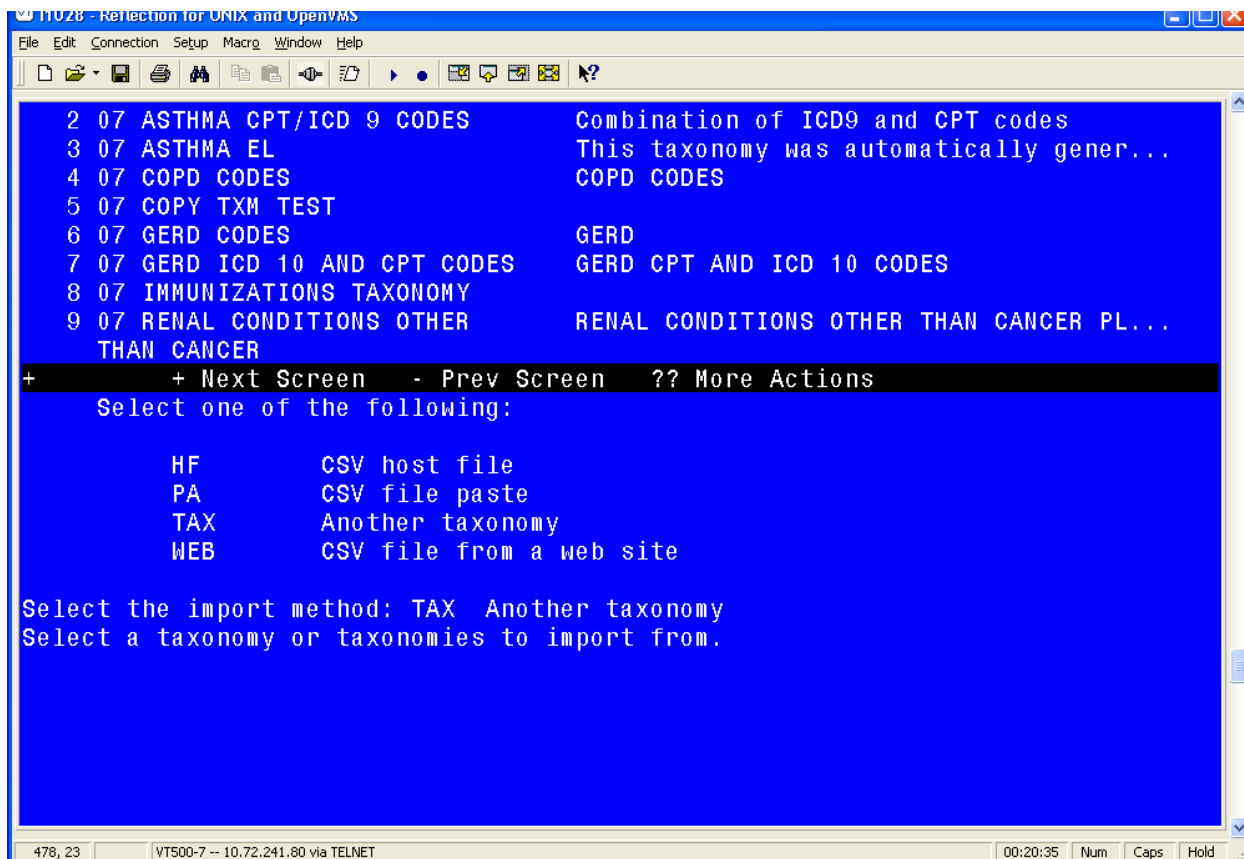 IT028 - Reflection for UNIX and OpenVMS
File Edit Connection Setup Macro Window Help
2 07 ASTHMA CPT/ICD 9 CODES Combination of ICD9 and CPT codes
3 07 ASTHMA EL This taxonomy was automatically gener...
4 07 COPD CODES COPD CODES
5 07 COPY TXM TEST
6 07 GERD CODES GERD
7 07 GERD ICD 10 AND CPT CODES GERD CPT AND ICD 10 CODES
8 07 IMMUNIZATIONS TAXONOMY
9 07 RENAL CONDITIONS OTHER RENAL CONDITIONS OTHER THAN CANCER PL...
THAN CANCER
+ + Next Screen - Prev Screen ?? More Actions
Select one of the following:
HF CSV host file
PA CSV file paste
TAX Another taxonomy
WEB CSV file from a web site
Select the import method: TAX Another taxonomy
Select a taxonomy or taxonomies to import from.
478, 23 VT500-7 -- 10.72.241.80 via TELNET 00:20:35 Num Caps Hold